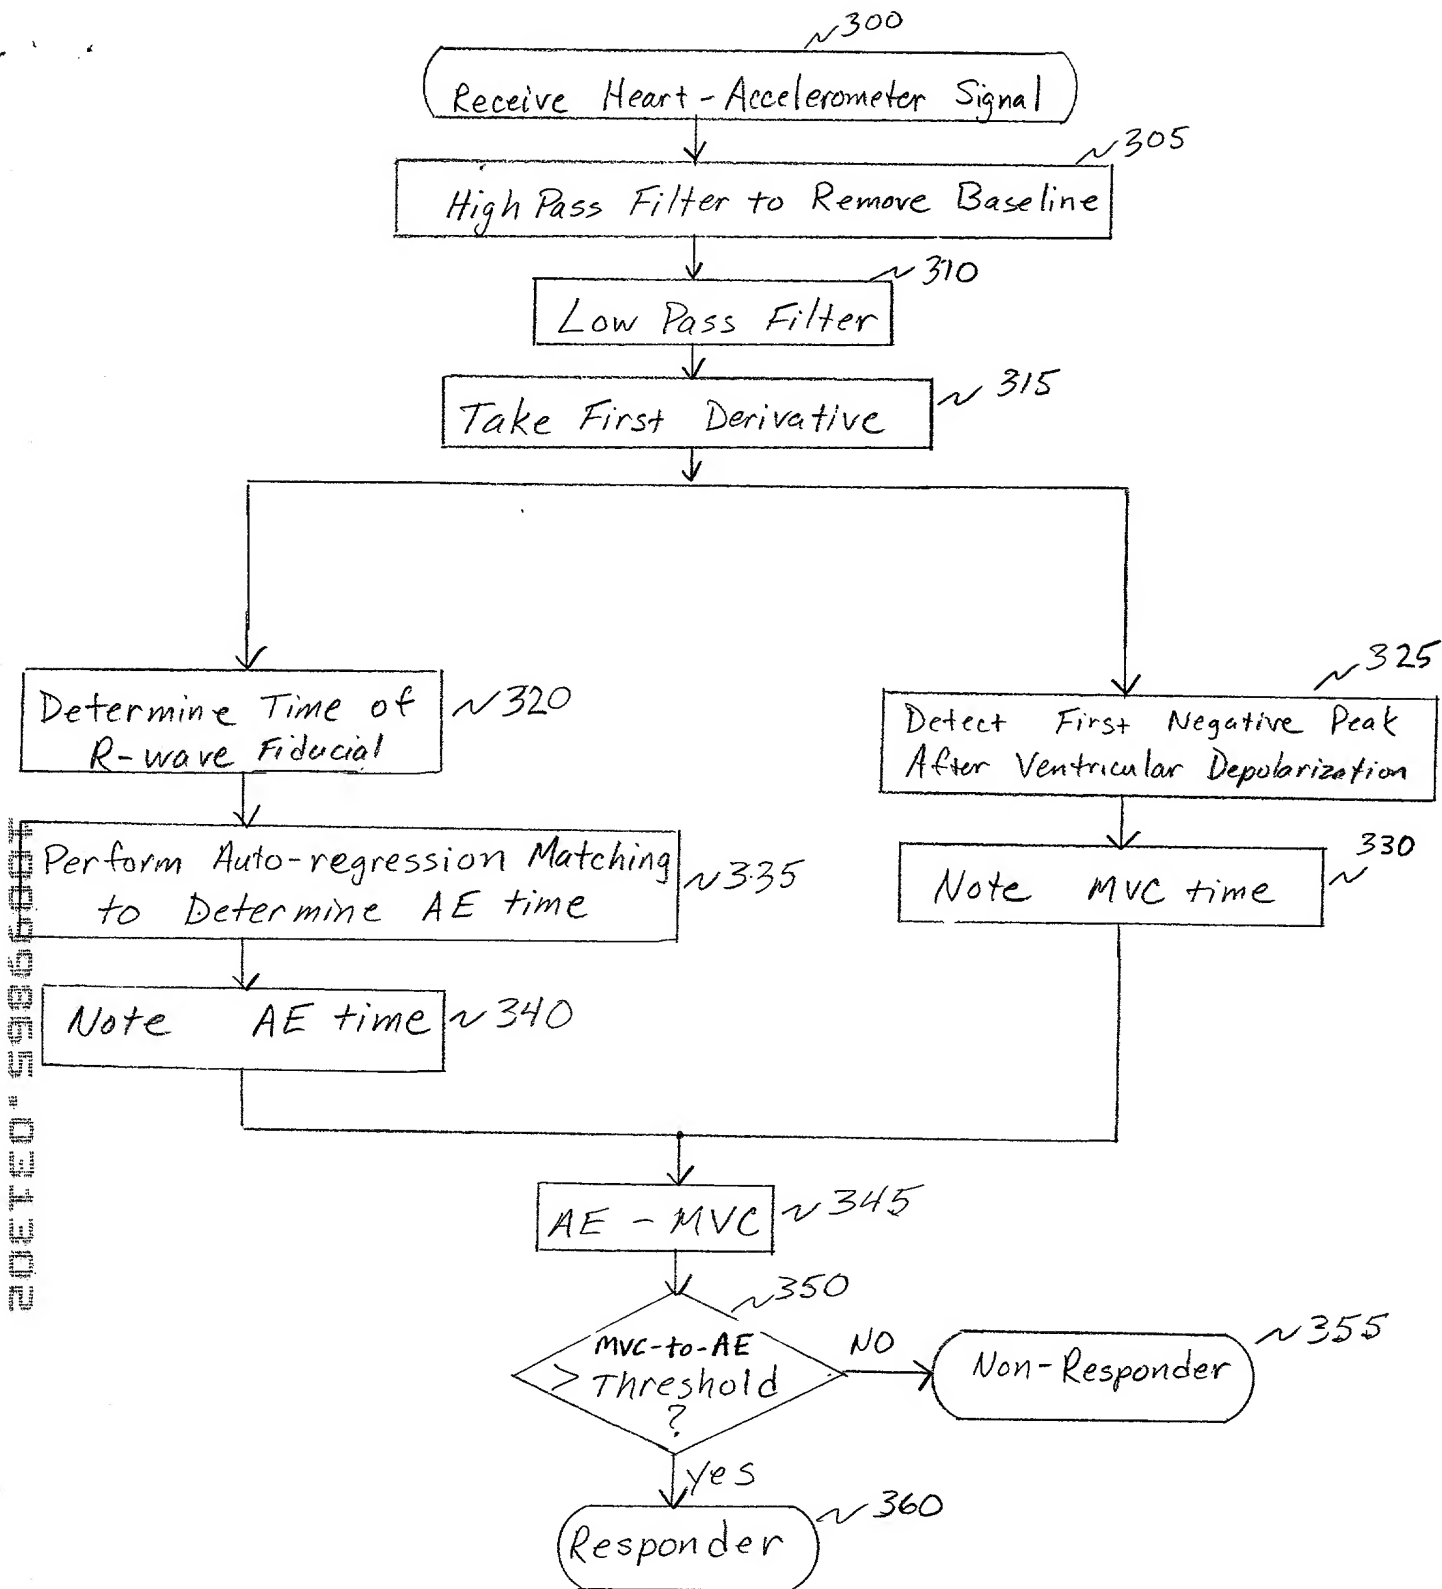 300
Receive Heart-Accelerometer Signal
305
High Pass Filter to Remove Baseline
310
Low Pass Filter
315
Take First Derivative
Determine Time of
R-wave Fiducial
320
325
Detect First Negative Peak
After Ventricular Depolarization
Perform Auto-regression Matching
to Determine AE time
335
330
Note MVC time
Note AE time
340
AE - MVC
345
350
MVC-to-AE
> Threshold
?
NO
Non-Responder
355
yes
Responder
360